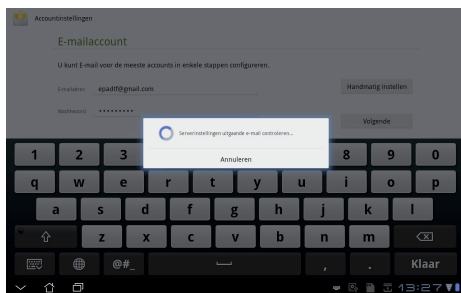 Accountinstellingen
E-mailaccount
U kunt E-mail voor de meeste accounts in enkele stappen configureren.
E-mailadres epadtf@gmail.com Handmatig instellen
Wachtwoord •••••••••
Volgende
Serverinstellingen uitgaande e-mail controleren...
Annuleren
1 2 3 8 9 0
q w e r t y u i o p
a s d f g h j k l
z x c v b n m
@#_ , . Klaar
13:27